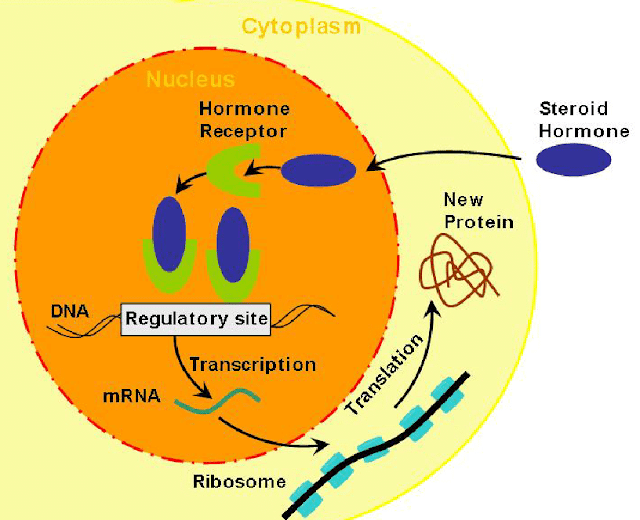 Cytoplasm
Nucleus
Hormone
Receptor
Steroid
Hormone
New
Protein
DNA
Regulatory site
Transcription
mRNA
Translation
Ribosome